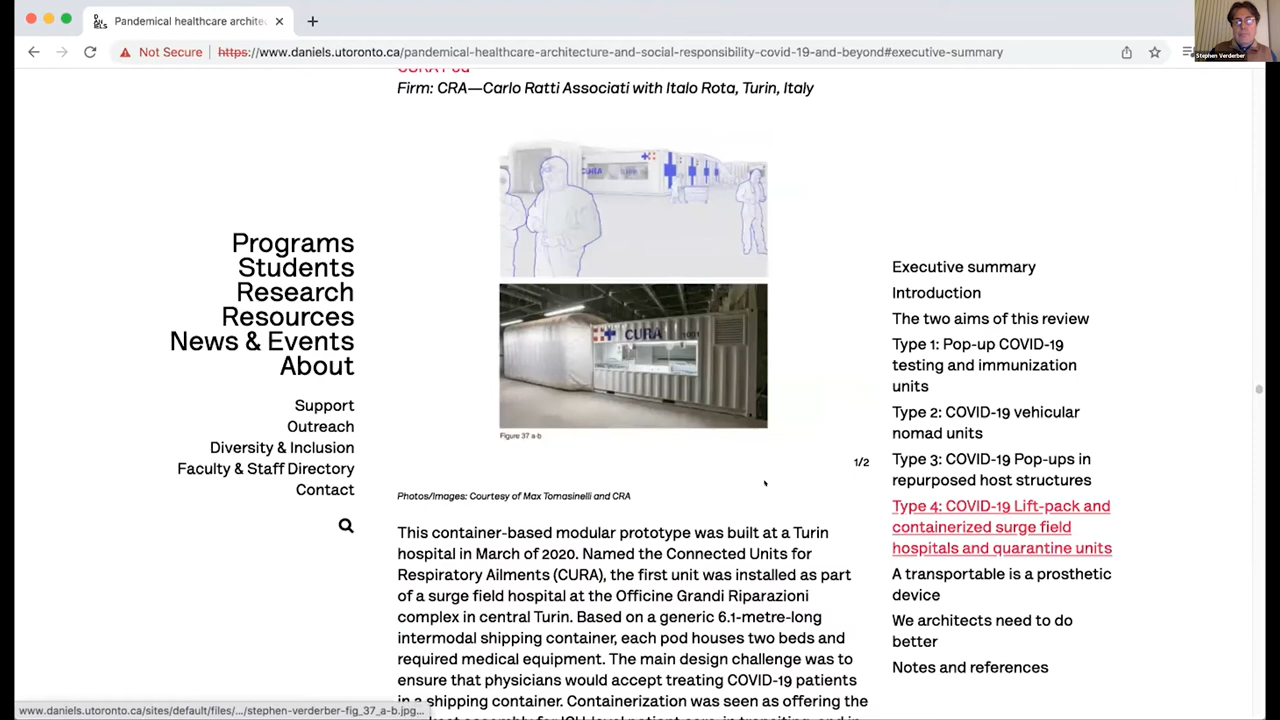 Pandemical healthcare archite
Not Secure
https://www.daniels.utoronto.ca/pandemical-healthcare-architecture-and-social-responsibility-covid-19-and-beyond#executive-summary
Stephen Verderber
CURA Pod
Firm: CRA—Carlo Ratti Associati with Italo Rota, Turin, Italy
CURA
CURA
Figure 37 a-b
1/2
Photos/Images: Courtesy of Max Tomasinelli and CRA
This container-based modular prototype was built at a Turin
hospital in March of 2020. Named the Connected Units for
Respiratory Ailments (CURA), the first unit was installed as part
of a surge field hospital at the Officine Grandi Riparazioni
complex in central Turin. Based on a generic 6.1-metre-long
intermodal shipping container, each pod houses two beds and
required medical equipment. The main design challenge was to
ensure that physicians would accept treating COVID-19 patients
in a shipping container. Containerization was seen as offering the
Programs
Students
Research
Resources
News & Events
About
Support
Outreach
Diversity & Inclusion
Faculty & Staff Directory
Contact
Executive summary
Introduction
The two aims of this review
Type 1: Pop-up COVID-19
testing and immunization
units
Type 2: COVID-19 vehicular
nomad units
Type 3: COVID-19 Pop-ups in
repurposed host structures
Type 4: COVID-19 Lift-pack and
containerized surge field
hospitals and quarantine units
A transportable is a prosthetic
device
We architects need to do
better
Notes and references
www.daniels.utoronto.ca/sites/default/files/.../stephen-verderber-fig_37_a-b.jpg...